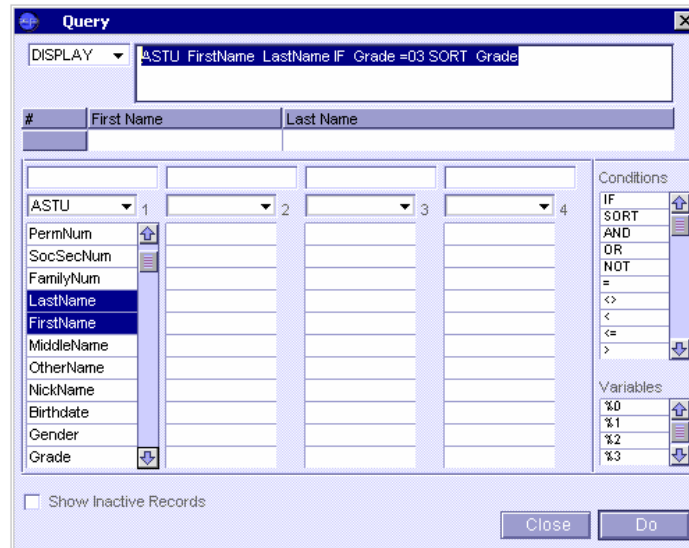 Query
DISPLAY
ASTU FirstName LastName IF Grade =03 SORT Grade
# First Name Last Name
ASTU 1 2 3 4
PermNum
SocSecNum
FamilyNum
LastName
FirstName
MiddleName
OtherName
NickName
Birthdate
Gender
Grade
Conditions
IF
SORT
AND
OR
NOT
=
<>
<
<=
>
Variables
%0
%1
%2
%3
Show Inactive Records
Close Do